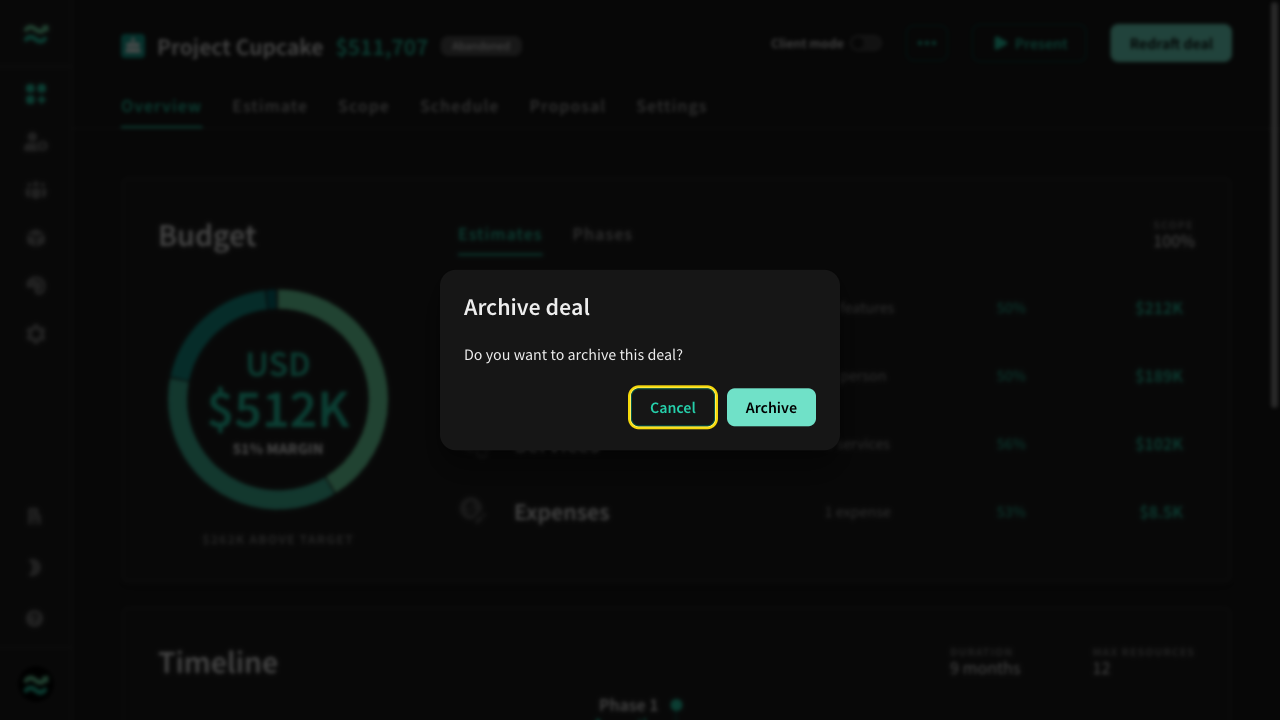 Project Cupcake $511,707 Abandoned
Client mode
Present
Redraft deal
Overview Estimate Scope Schedule Proposal Settings
Budget
Estimates Phases
SCOPE
100%
Archive deal
Do you want to archive this deal?
Cancel
Archive
features 50% $212K
person 50% $189K
services 50% $102K
Expenses 1 expense $8.5K
USD
$512K
51% MARGIN
ABOVE TARGET
Timeline
DURATION
9 months
MAX RESOURCES
12
Phase 1